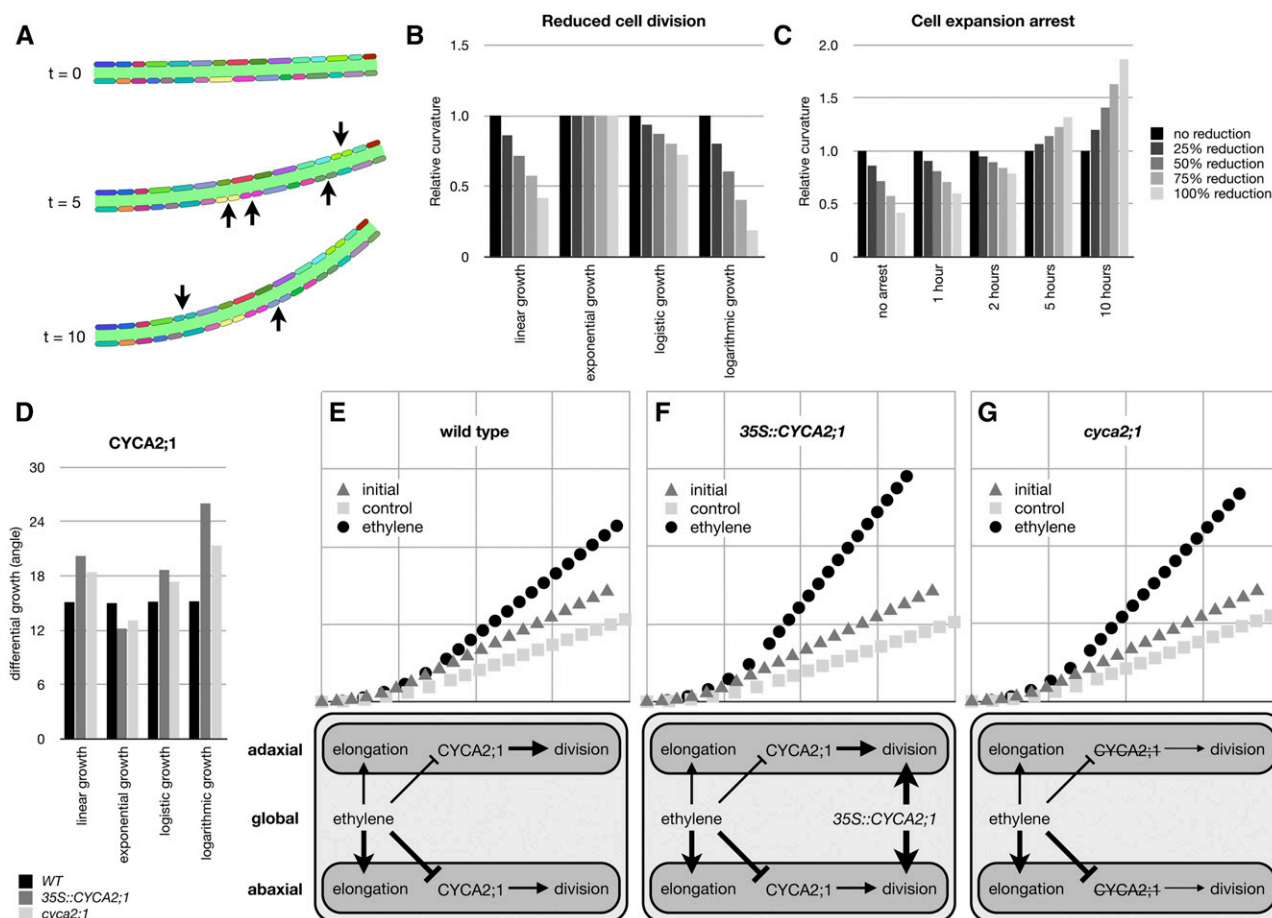 A
t = 0
t = 5
t = 10
B
Reduced cell division
Relative curvature
1.5
1.0
0.5
0
linear growth
exponential growth
logistic growth
logarithmic growth
C
Cell expansion arrest
Relative curvature
2.0
1.5
1.0
0.5
0
no arrest
1 hour
2 hours
5 hours
10 hours
no reduction
25% reduction
50% reduction
75% reduction
100% reduction
D
CYCA2;1
differential growth (angle)
30
24
18
12
6
0
linear growth
exponential growth
logistic growth
logarithmic growth
WT
35S::CYCA2;1
cyca2;1
E
wild type
initial
control
ethylene
F
35S::CYCA2;1
initial
control
ethylene
G
cyca2;1
initial
control
ethylene
adaxial
global
abaxial
elongation CYCA2;1 division
ethylene
elongation CYCA2;1 division
elongation CYCA2;1 division
ethylene 35S::CYCA2;1
elongation CYCA2;1 division
elongation CYCA2;1 division
ethylene
elongation CYCA2;1 division